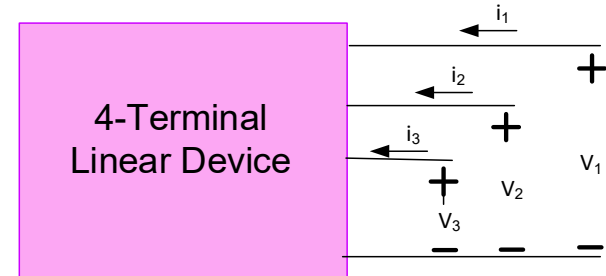 i₁
i₂
4-Terminal
Linear Device
i₃
+
+
+
V₁
V₂
V₃
− − −